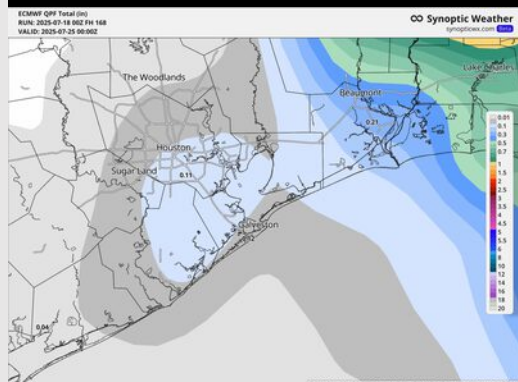 ECMWF QPF Total (in)
RUN: 2025-07-18 00Z FH 168
VALID: 2025-07-25 00:00Z
Synoptic Weather
synopticwx.com Beta
The Woodlands
Lake Charles
Beaumont
0.21
Houston
Sugar Land
0.11
Galveston
0.04
0.01
0.1
0.3
0.5
0.7
1
1.5
2
2.5
3
3.5
4
4.5
5.5
6
10
12
14
16
18
20